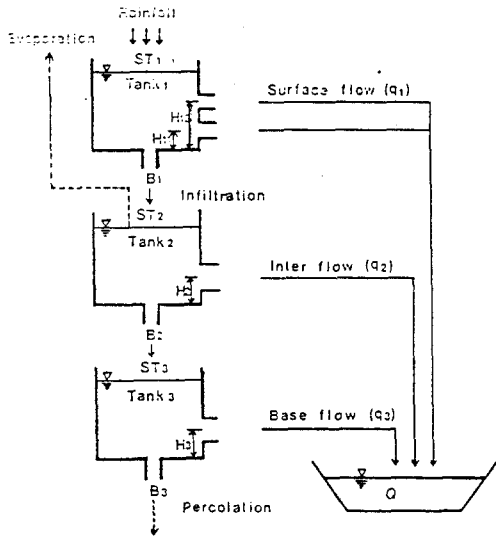 Rainfall
Evaporation
ST1
Tank1
H1
Surface flow (q1)
B1
Infiltration
ST2
Tank2
H2
Inter flow (q2)
B2
ST3
Tank3
H3
Base flow (q3)
B3
Percolation
Q